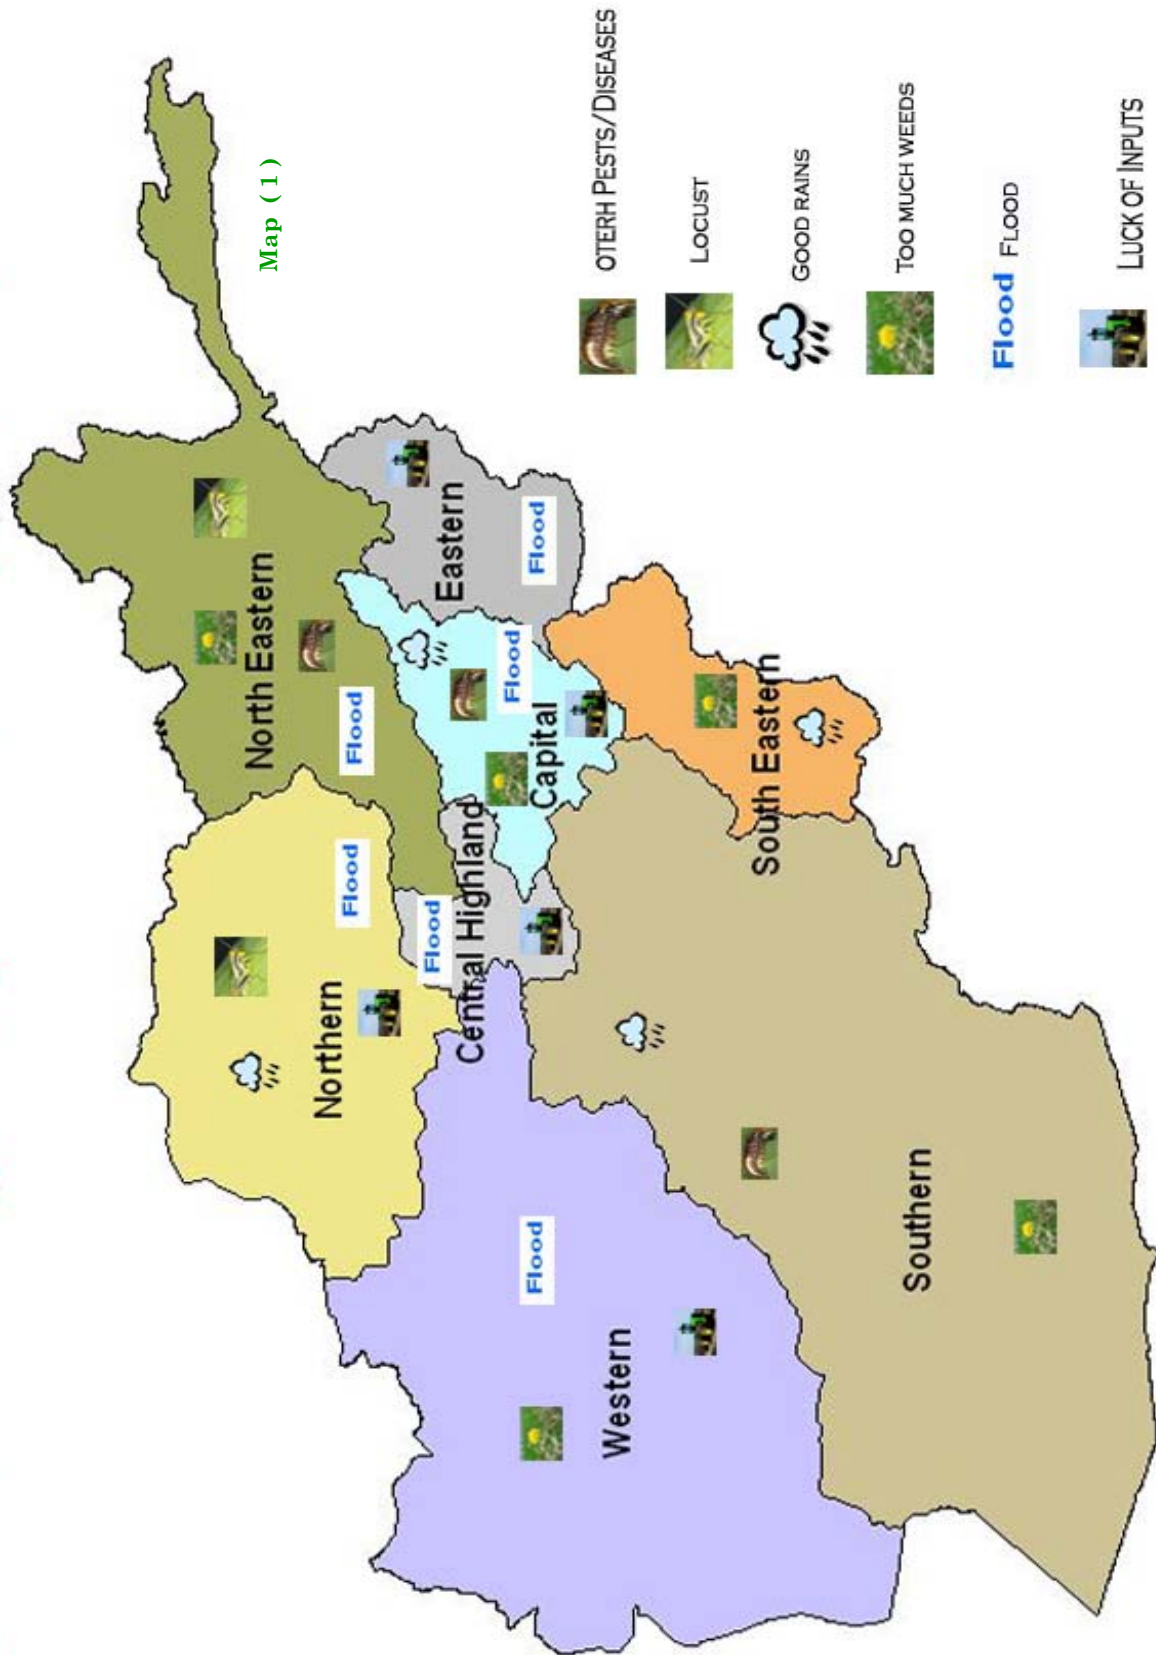 Map ( 1 )
North Eastern
Flood
Northern
Flood
Central Highland
Flood
Capital
Flood
Eastern
Flood
Western
Flood
Southern
South Eastern
OTERH PESTS/DISEASES
LOCUST
GOOD RAINS
TOO MUCH WEEDS
Flood FLOOD
LUCK OF INPUTS